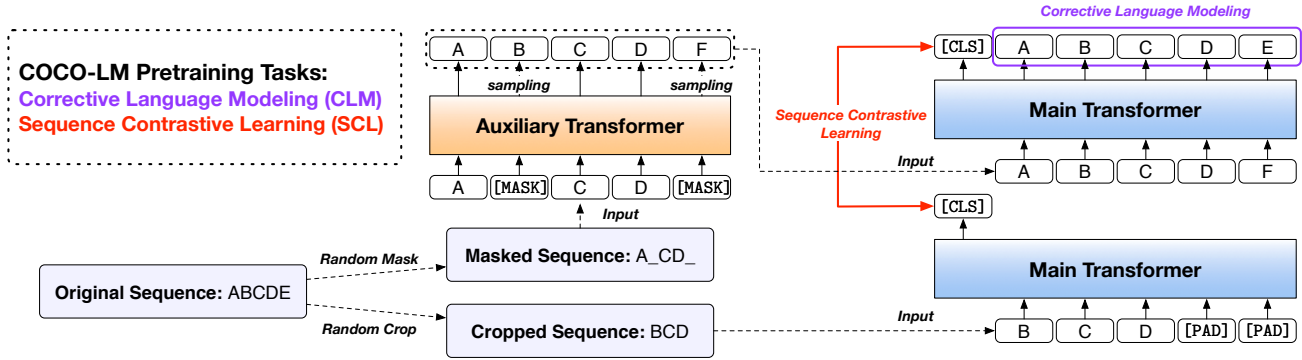 COCO-LM Pretraining Tasks:
Corrective Language Modeling (CLM)
Sequence Contrastive Learning (SCL)
A B C D F
sampling sampling
Auxiliary Transformer
A [MASK] C D [MASK]
Input
Masked Sequence: A_CD_
Random Mask
Original Sequence: ABCDE
Random Crop
Cropped Sequence: BCD
Corrective Language Modeling
[CLS] A B C D E
Main Transformer
Sequence Contrastive
Learning
Input
A B C D F
[CLS]
Main Transformer
Input
B C D [PAD] [PAD]